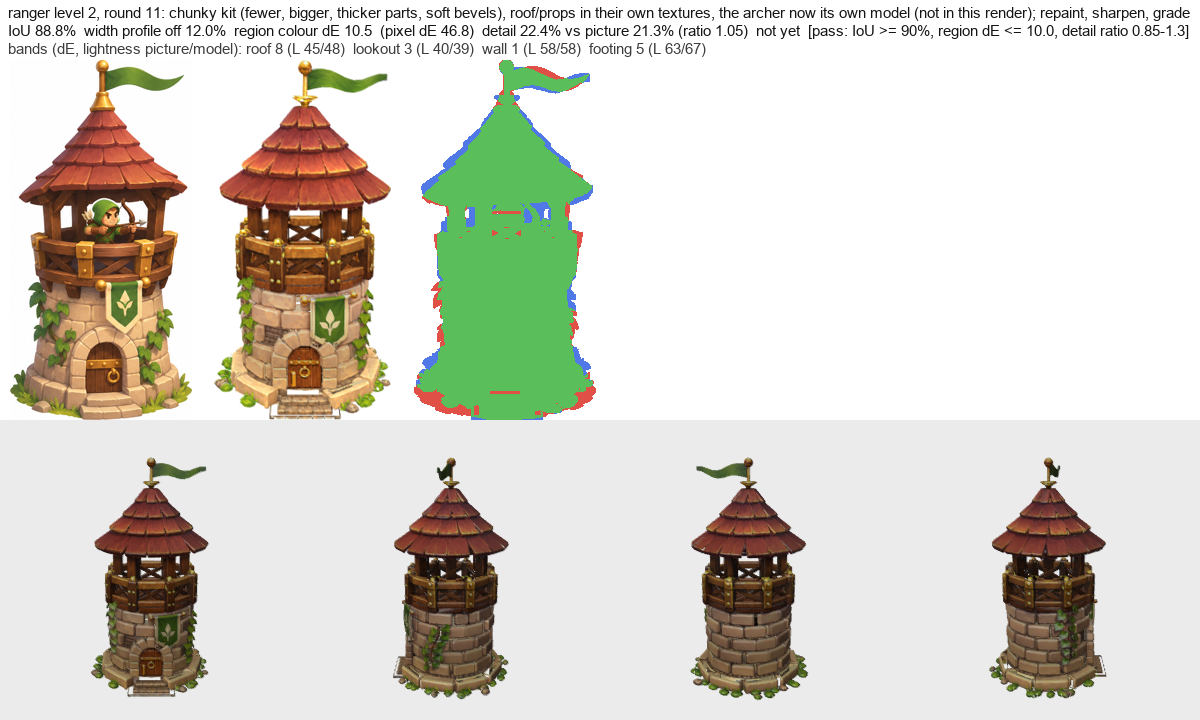 ranger level 2, round 11: chunky kit (fewer, bigger, thicker parts, soft bevels), roof/props in their own textures, the archer now its own model (not in this render); repaint, sharpen, grade
IoU 88.8%  width profile off 12.0%  region colour dE 10.5  (pixel dE 46.8)  detail 22.4% vs picture 21.3% (ratio 1.05)  not yet  [pass: IoU >= 90%, region dE <= 10.0, detail ratio 0.85-1.3]
bands (dE, lightness picture/model): roof 8 (L 45/48)  lookout 3 (L 40/39)  wall 1 (L 58/58)  footing 5 (L 63/67)